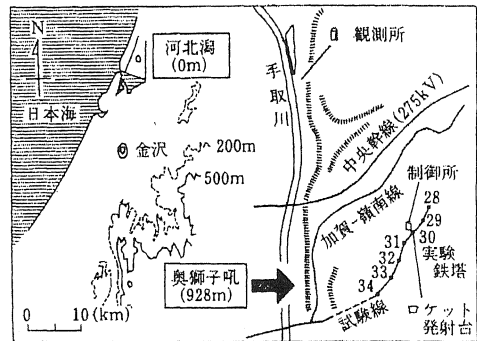 N
河北潟
(0m)
日本海
金沢
200m
500m
奥獅子吼
(928m)
0 10 (km)
手取川
観測所
中央幹線(275kV)
加賀・嶺南線
制御所
28
29
30
31
32
33
34
実験
鉄塔
試験線
ロケット
発射台